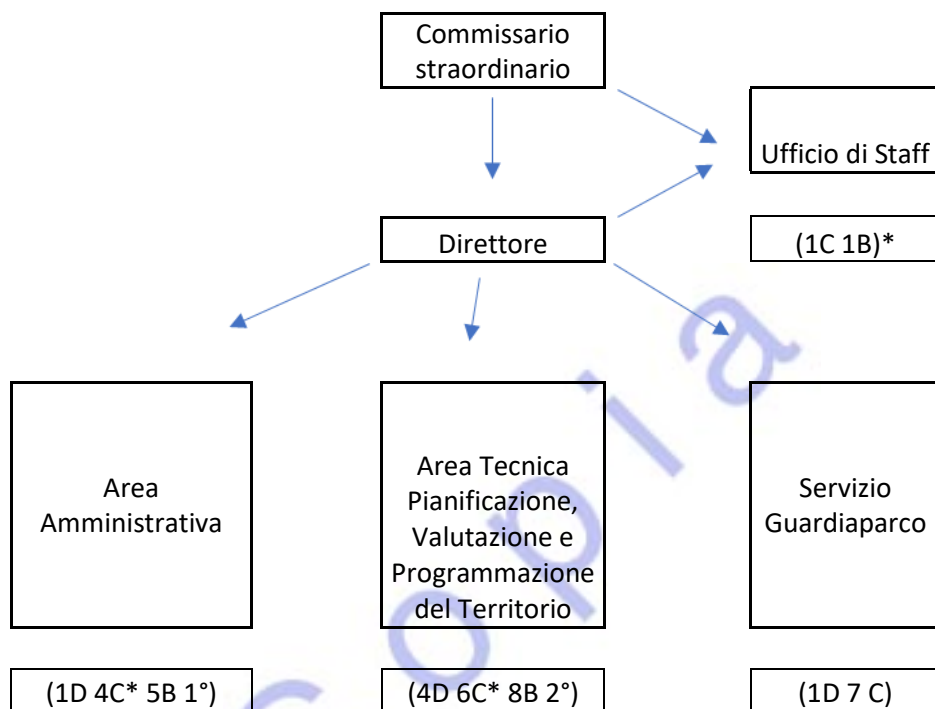 Commissario
straordinario
Ufficio di Staff
Direttore
(1C 1B)*
Area
Amministrativa
Area Tecnica
Pianificazione,
Valutazione e
Programmazione
del Territorio
Servizio
Guardiaparco
(1D 4C* 5B 1°)
(4D 6C* 8B 2°)
(1D 7 C)
Copia